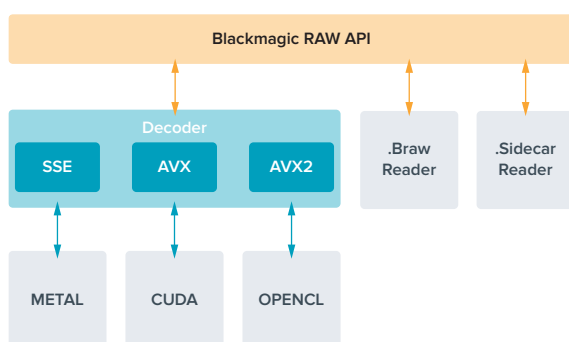 Blackmagic RAW API
Decoder
SSE
AVX
AVX2
.Braw
Reader
.Sidecar
Reader
METAL
CUDA
OPENCL